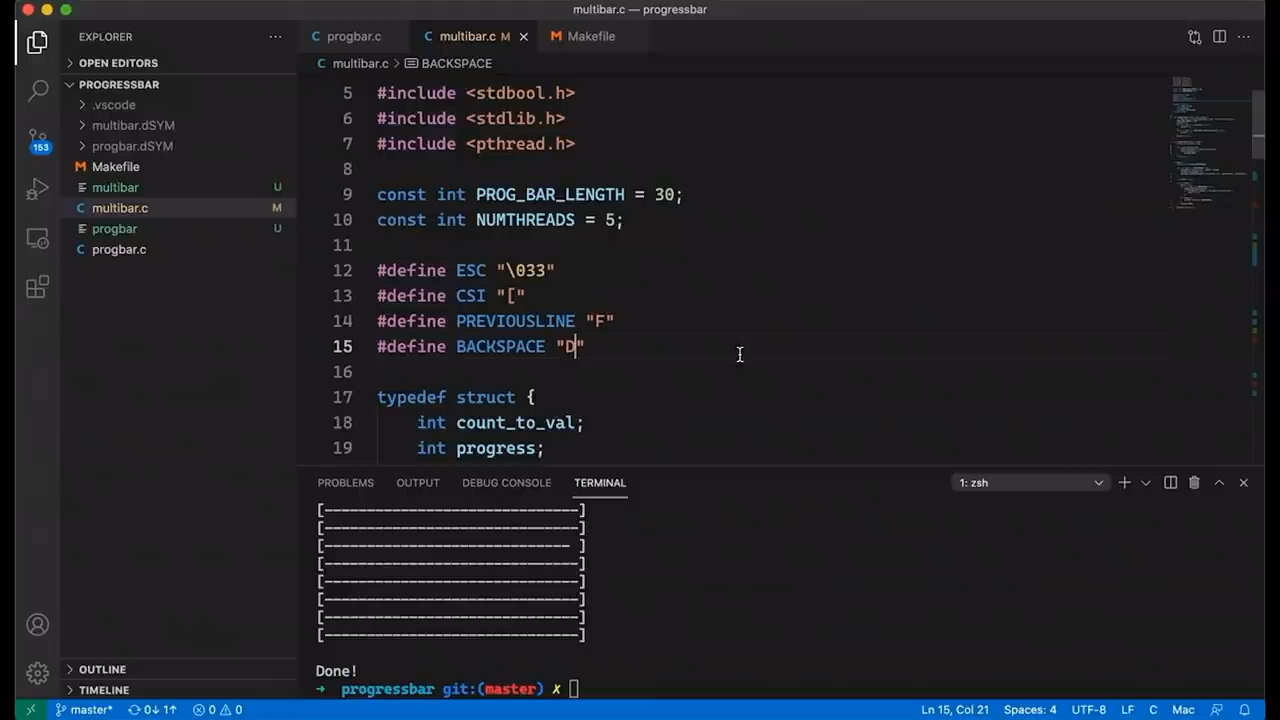 multibar.c — progressbar
EXPLORER
progbar.c
multibar.c M
Makefile
OPEN EDITORS
multibar.c > BACKSPACE
PROGRESSBAR
.vscode
multibar.dSYM
progbar.dSYM
Makefile
multibar U
multibar.c M
progbar U
progbar.c
153
5 #include <stdbool.h>
6 #include <stdlib.h>
7 #include <pthread.h>
8
9 const int PROG_BAR_LENGTH = 30;
10 const int NUMTHREADS = 5;
11
12 #define ESC "\033"
13 #define CSI "["
14 #define PREVIOUSLINE "F"
15 #define BACKSPACE "D"
16
17 typedef struct {
18     int count_to_val;
19     int progress;
PROBLEMS OUTPUT DEBUG CONSOLE TERMINAL 1: zsh
[-----------------------------]
[-----------------------------]
[---------------------------- ]
[-----------------------------]
[-----------------------------]
[-----------------------------]
[-----------------------------]
[-----------------------------]
Done!
→ progressbar git:(master) ✗
OUTLINE
TIMELINE
master* 0↓ 1↑ 0 0 Ln 15, Col 21 Spaces: 4 UTF-8 LF C Mac